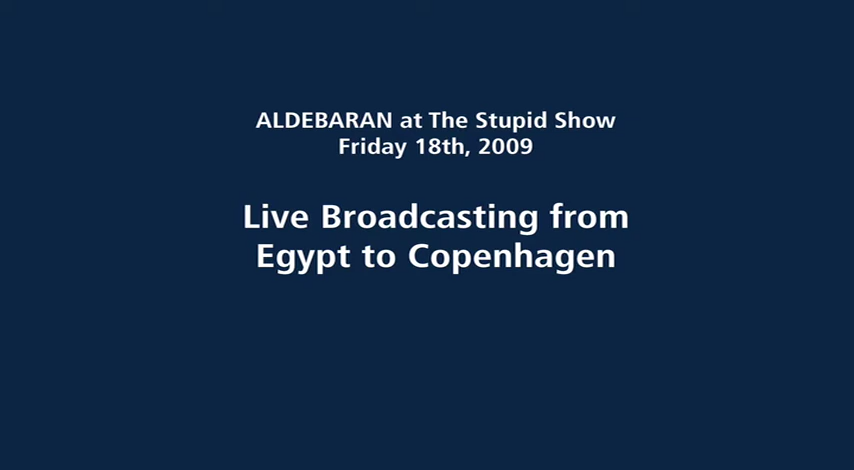 ALDEBARAN at The Stupid Show
Friday 18th, 2009
Live Broadcasting from
Egypt to Copenhagen